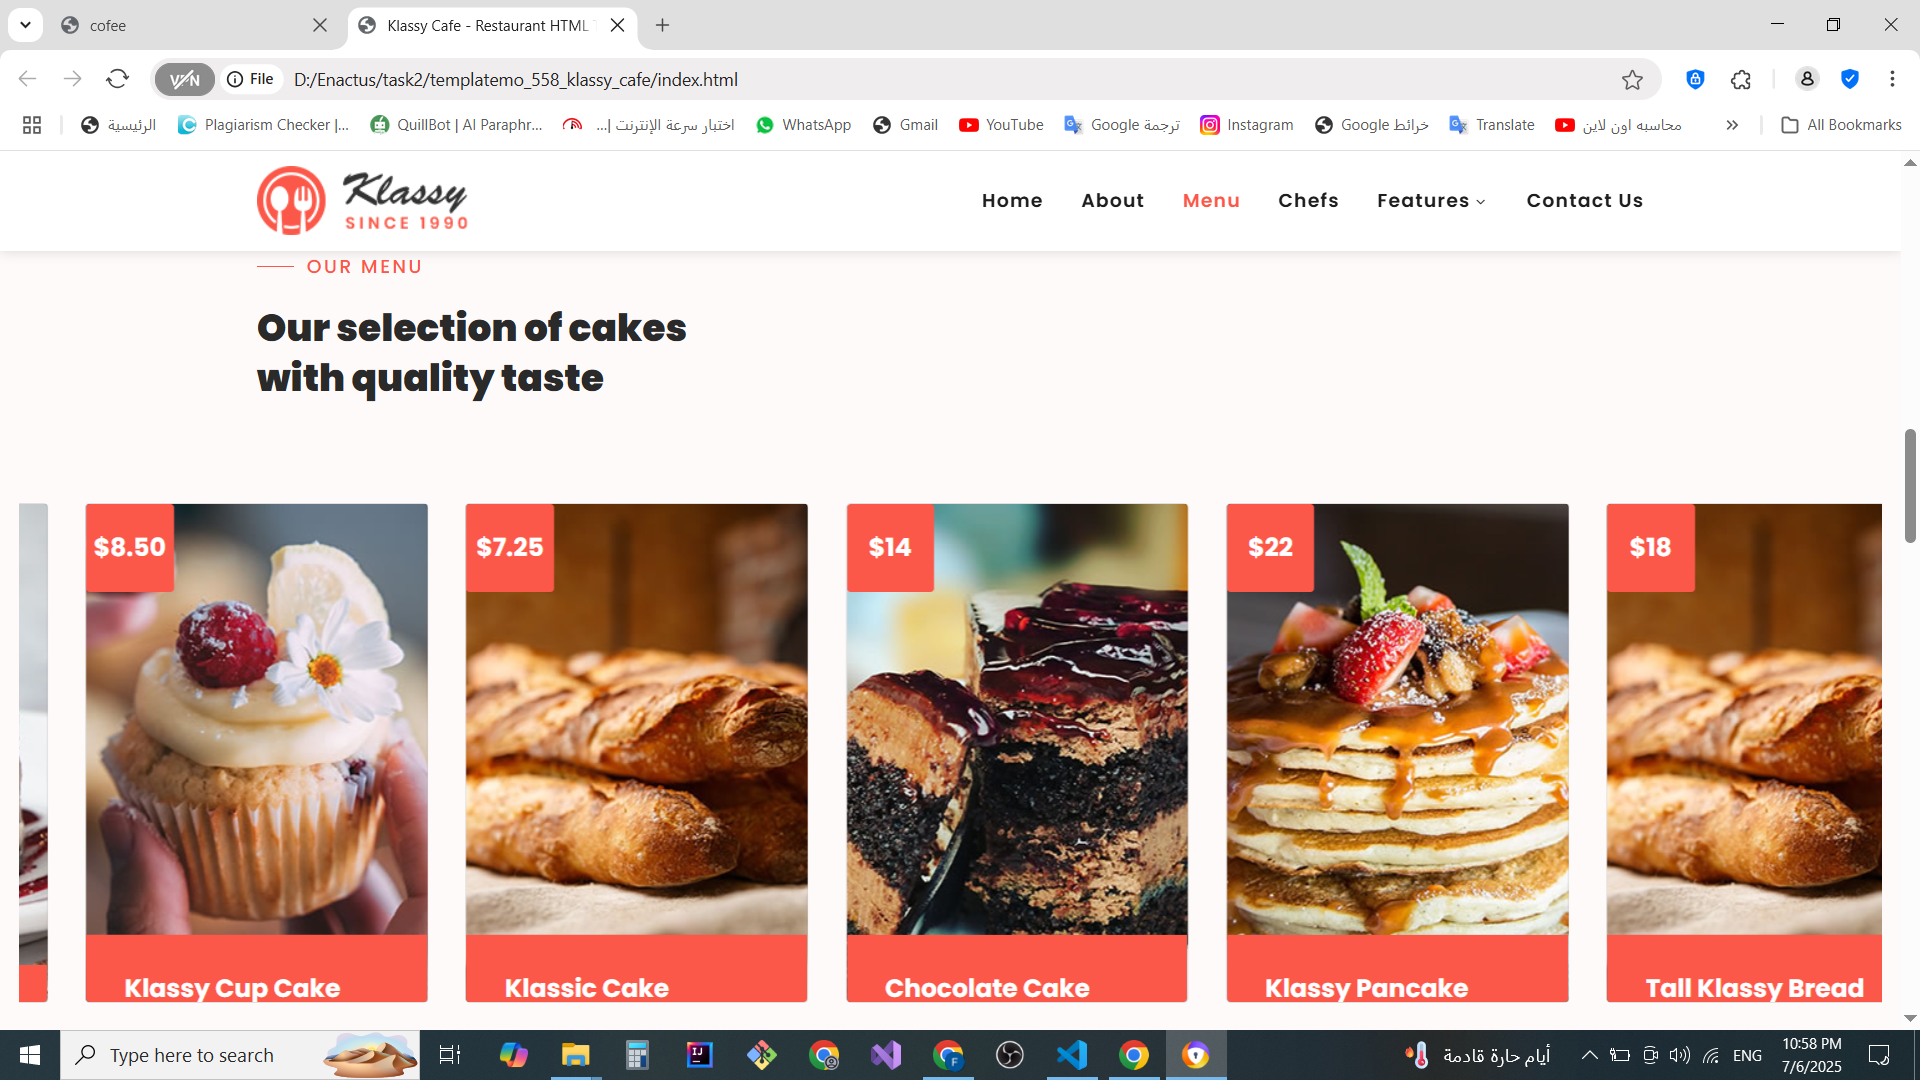 cofee
Klassy Cafe - Restaurant HTML
VPN
File
D:/Enactus/task2/templatemo_558_klassy_cafe/index.html
الرئيسية
Plagiarism Checker |...
QuillBot | AI Paraphr...
اختبار سرعة الإنترنت |...
WhatsApp
Gmail
YouTube
ترجمة Google
Instagram
خرائط Google
Translate
محاسبه اون لاين
All Bookmarks
Klassy
SINCE 1990
Home
About
Menu
Chefs
Features
Contact Us
OUR MENU
Our selection of cakes
with quality taste
$8.50
$7.25
$14
$22
$18
Klassy Cup Cake
Klassic Cake
Chocolate Cake
Klassy Pancake
Tall Klassy Bread
Type here to search
أيام حارة قادمة
ENG
10:58 PM
7/6/2025